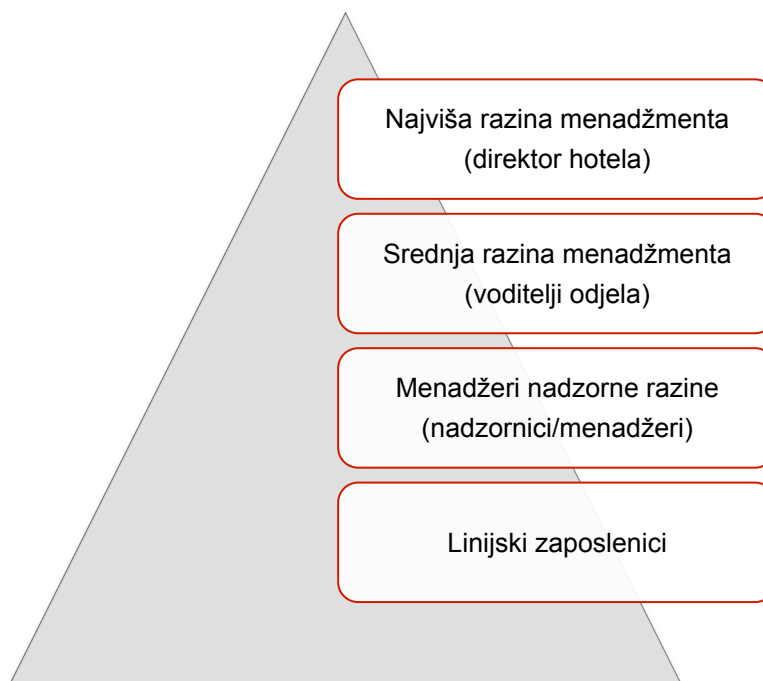 Najviša razina menadžmenta
(direktor hotela)
Srednja razina menadžmenta
(voditelji odjela)
Menadžeri nadzorne razine
(nadzornici/menadžeri)
Linijski zaposlenici